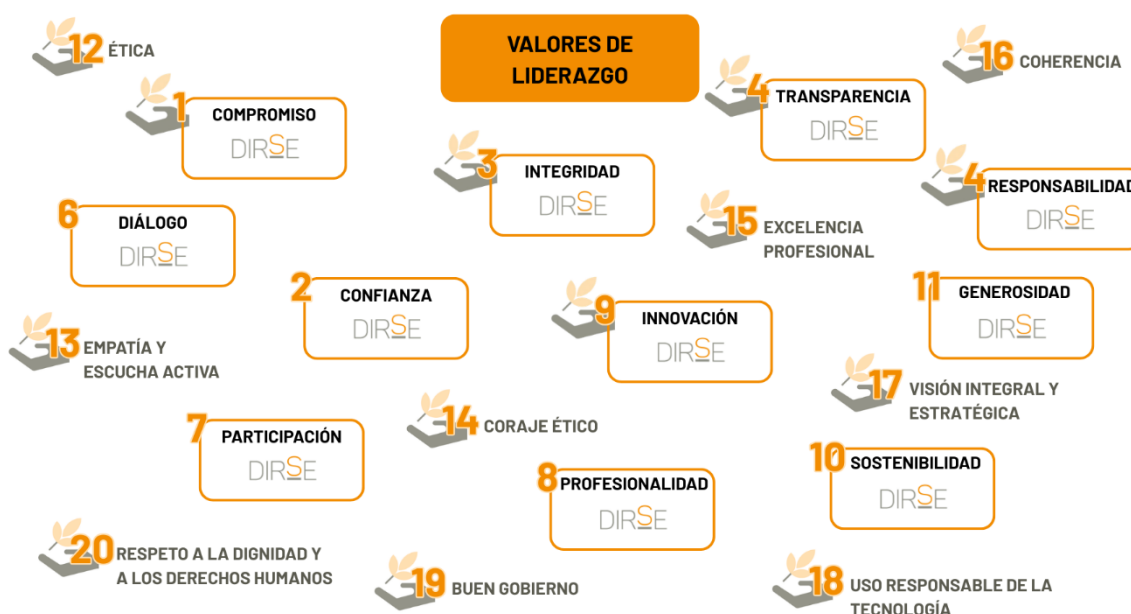 VALORES DE
LIDERAZGO
12 ÉTICA
16 COHERENCIA
1 COMPROMISO
DIRSE
4 TRANSPARENCIA
DIRSE
3 INTEGRIDAD
DIRSE
4 RESPONSABILIDAD
DIRSE
6 DIÁLOGO
DIRSE
15 EXCELENCIA
PROFESIONAL
2 CONFIANZA
DIRSE
11 GENEROSIDAD
DIRSE
9 INNOVACIÓN
DIRSE
13 EMPATÍA Y
ESCUCHA ACTIVA
17 VISIÓN INTEGRAL Y
ESTRATÉGICA
14 CORAJE ÉTICO
7 PARTICIPACIÓN
DIRSE
10 SOSTENIBILIDAD
DIRSE
8 PROFESIONALIDAD
DIRSE
20 RESPETO A LA DIGNIDAD Y
A LOS DERECHOS HUMANOS
19 BUEN GOBIERNO
18 USO RESPONSABLE DE LA
TECNOLOGÍA